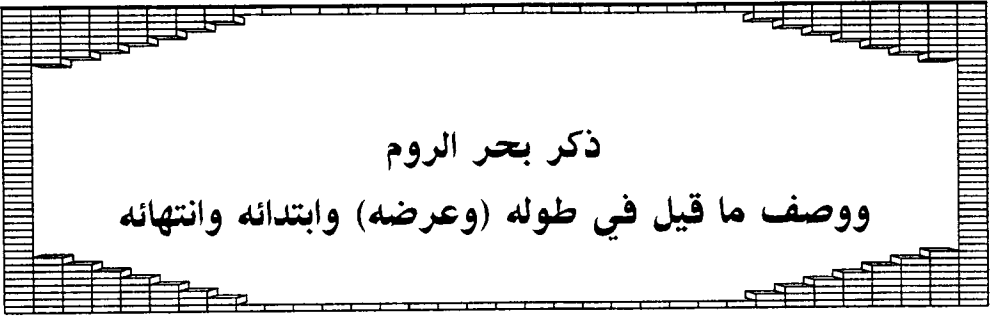 ذكر بحر الروم
ووصف ما قيل في طوله (وعرضه) وابتدائه وانتهائه